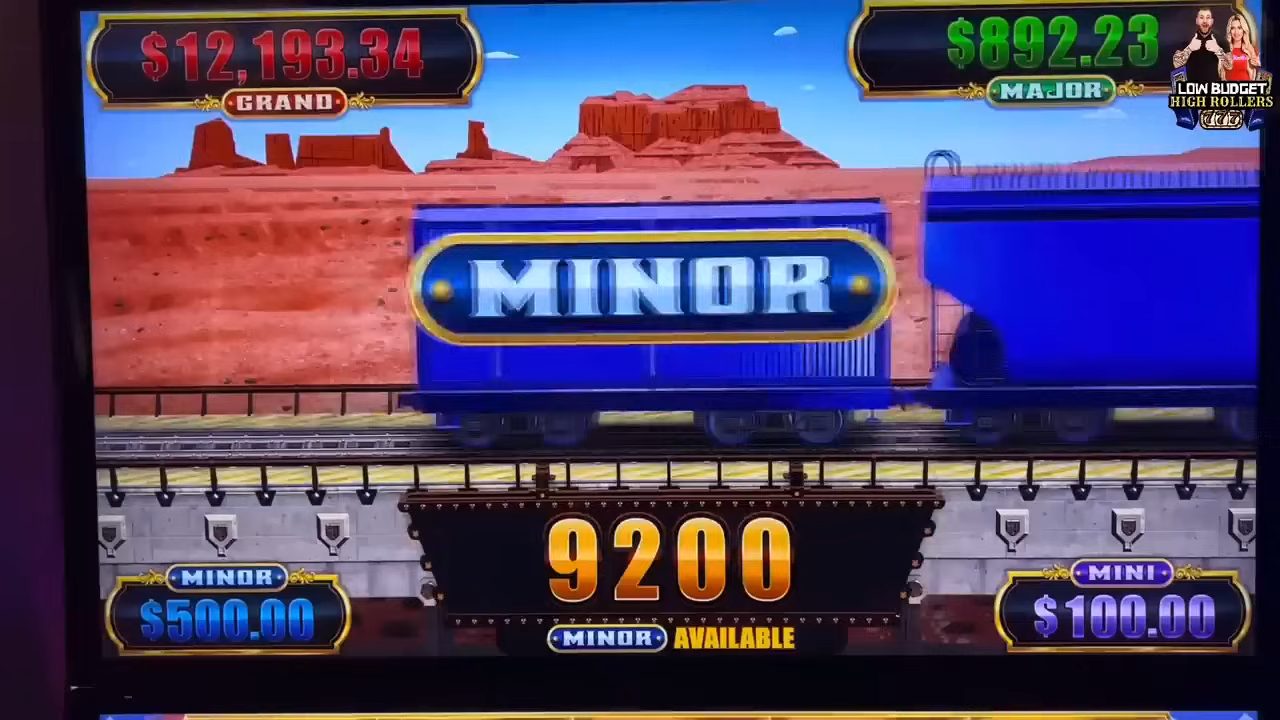 $12,193.34
GRAND
$892.23
MAJOR
LOW BUDGET
HIGH ROLLERS
777
MINOR
9200
MINOR
$500.00
MINI
$100.00
MINOR AVAILABLE